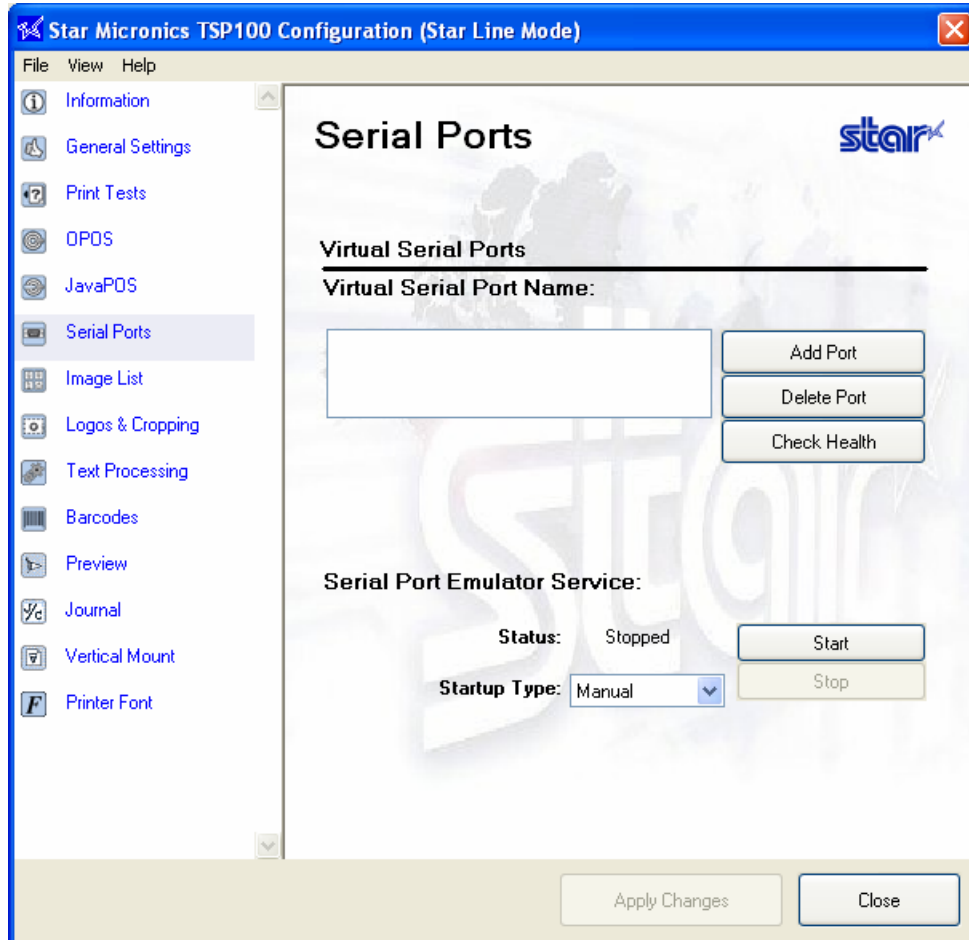 Star Micronics TSP100 Configuration (Star Line Mode)
File View Help
Information
General Settings
Print Tests
OPOS
JavaPOS
Serial Ports
Image List
Logos & Cropping
Text Processing
Barcodes
Preview
Journal
Vertical Mount
Printer Font
Serial Ports
star
Virtual Serial Ports
Virtual Serial Port Name:
Add Port
Delete Port
Check Health
star
Serial Port Emulator Service:
Status: Stopped
Start
Startup Type: Manual
Stop
Apply Changes
Close